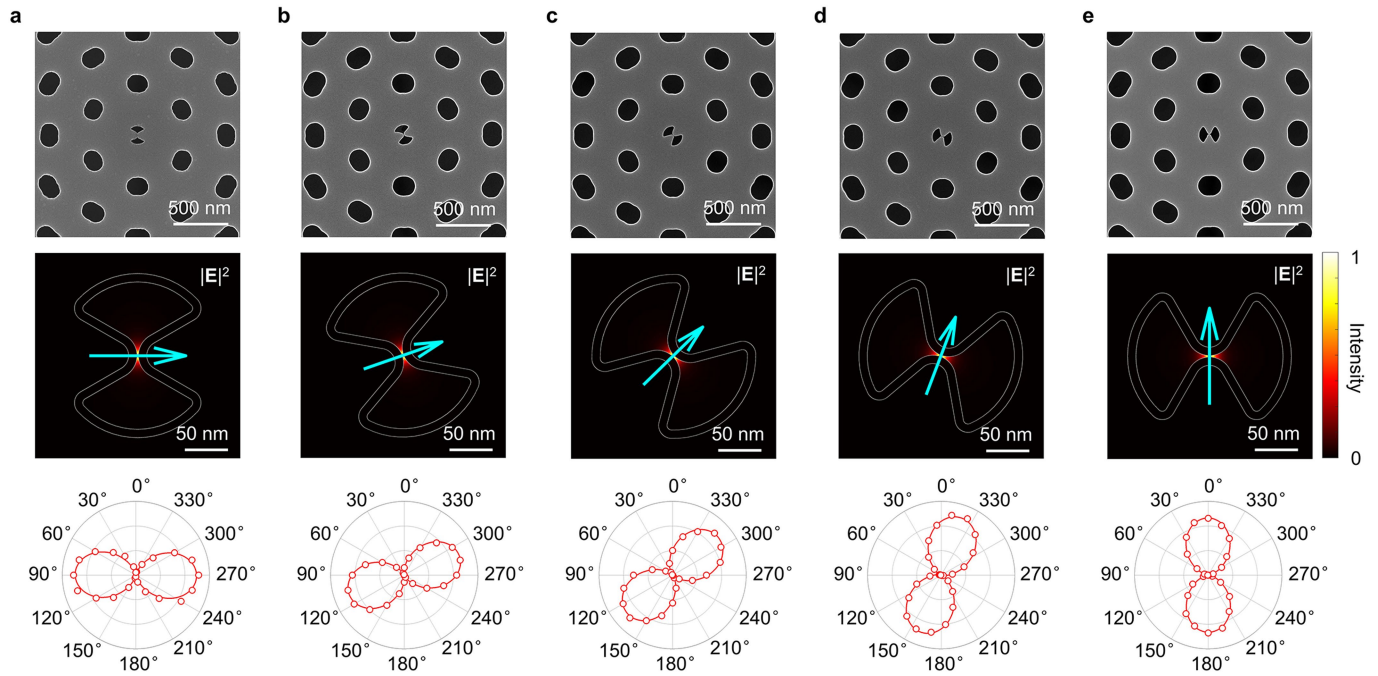 a b c d e
500 nm 500 nm 500 nm 500 nm 500 nm
|E|² |E|² |E|² |E|² |E|²
50 nm 50 nm 50 nm 50 nm 50 nm
1
Intensity
0
0° 0° 0° 0° 0°
30° 330° 30° 330° 30° 330° 30° 330° 30° 330°
60° 300° 60° 300° 60° 300° 60° 300° 60° 300°
90° 270° 90° 270° 90° 270° 90° 270° 90° 270°
120° 240° 120° 240° 120° 240° 120° 240° 120° 240°
150° 210° 150° 210° 150° 210° 150° 210° 150° 210°
180° 180° 180° 180° 180°